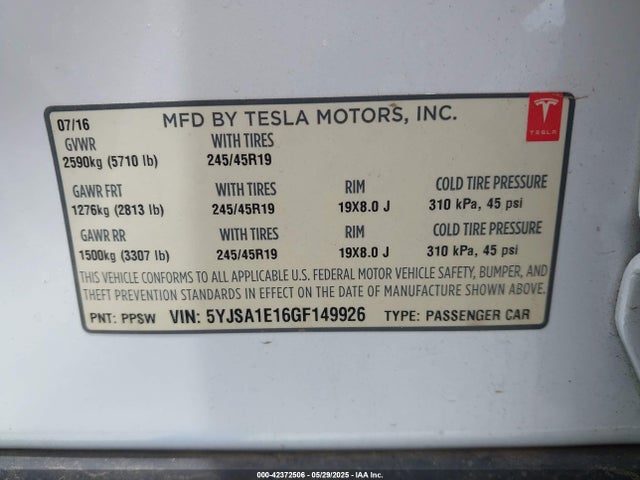 07/16 MFD BY TESLA MOTORS, INC.
TESLA
GVWR WITH TIRES
2590kg (5710 lb) 245/45R19
GAWR FRT WITH TIRES RIM COLD TIRE PRESSURE
1276kg (2813 lb) 245/45R19 19X8.0 J 310 kPa, 45 psi
GAWR RR WITH TIRES RIM COLD TIRE PRESSURE
1500kg (3307 lb) 245/45R19 19X8.0 J 310 kPa, 45 psi
THIS VEHICLE CONFORMS TO ALL APPLICABLE U.S. FEDERAL MOTOR VEHICLE SAFETY, BUMPER, AND
THEFT PREVENTION STANDARDS IN EFFECT ON THE DATE OF MANUFACTURE SHOWN ABOVE.
PNT: PPSW VIN: 5YJSA1E16GF149926 TYPE: PASSENGER CAR
000-42372506 - 05/29/2025 - IAA Inc.